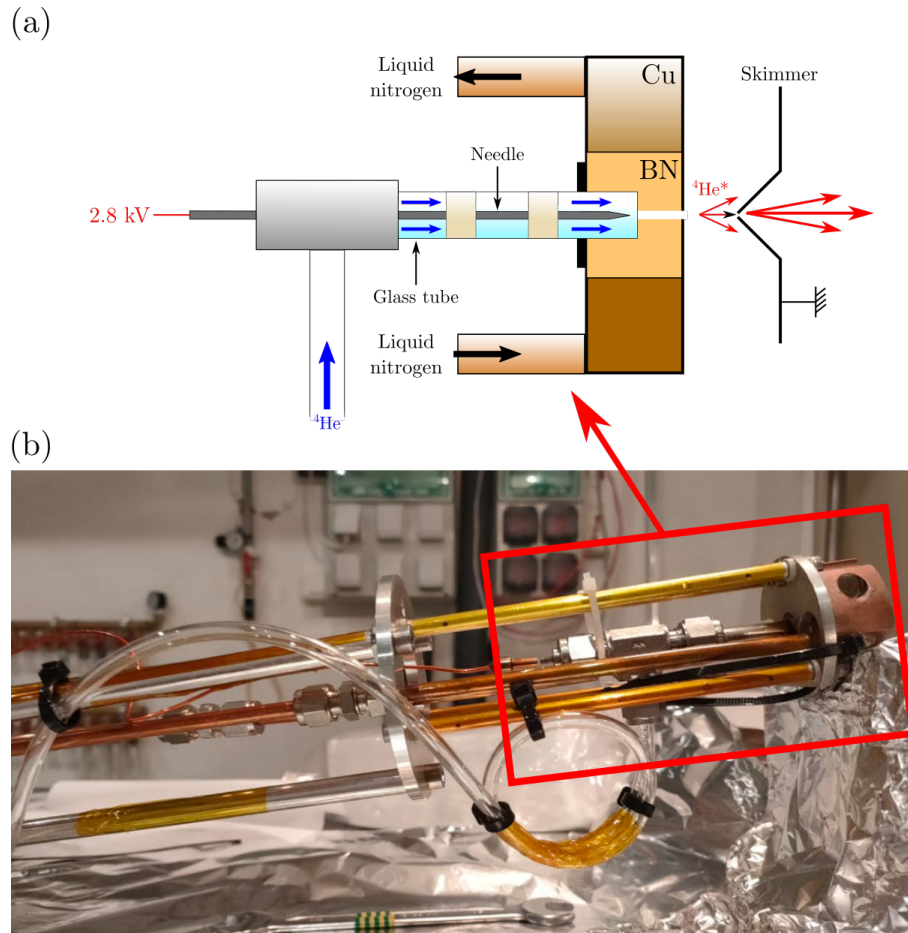 (a)
Liquid
nitrogen
Cu
Skimmer
Needle
BN
⁴He*
2.8 kV
Glass tube
Liquid
nitrogen
⁴He
(b)